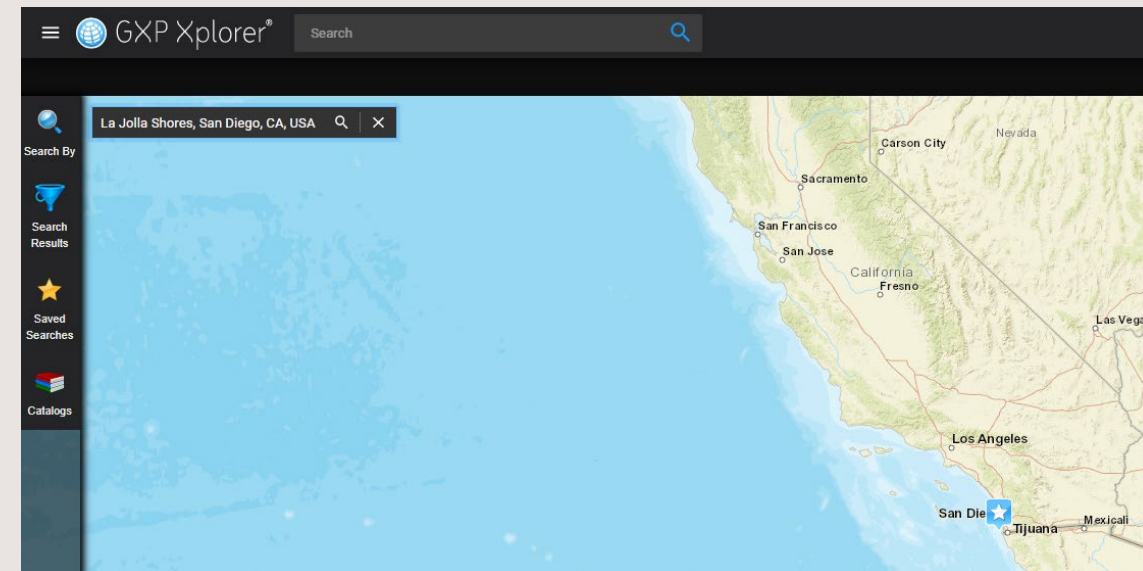 GXP Xplorer®
Search
La Jolla Shores, San Diego, CA, USA
Search By
Search
Results
Saved
Searches
Catalogs
Carson City
Nevada
Sacramento
San Francisco
San Jose
California
Fresno
Las Vega
Los Angeles
San Die
Tijuana
Mexicali